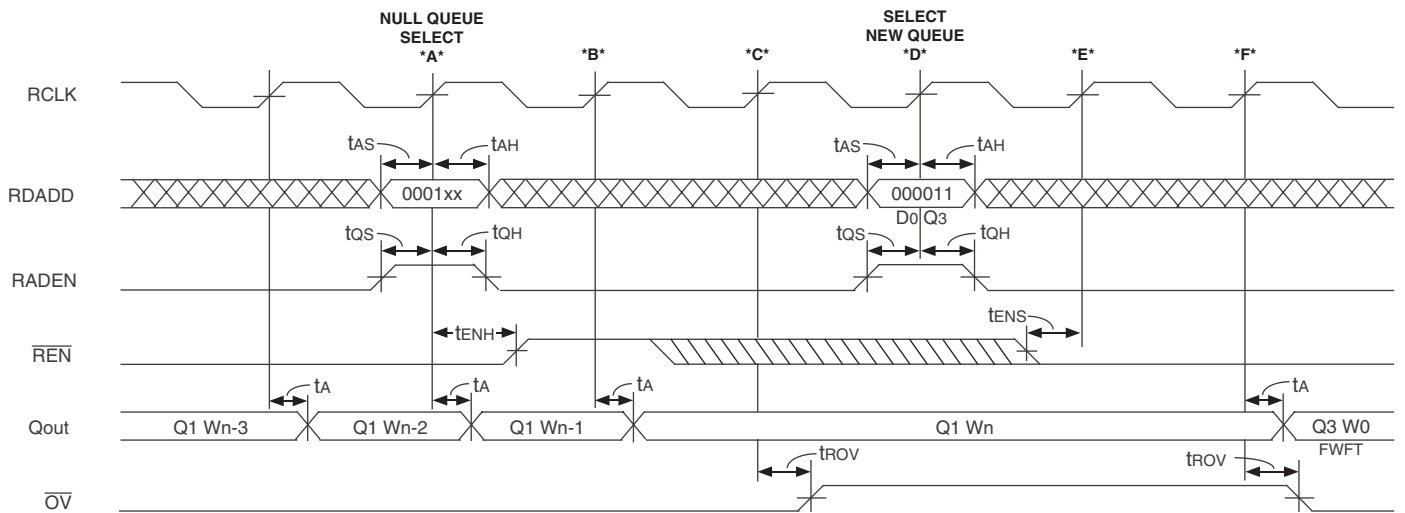 NULL QUEUE
SELECT
*A*
*B*
*C*
SELECT
NEW QUEUE
*D*
*E*
*F*
RCLK
tAS
tAH
tAS
tAH
RDADD
0001xx
000011
D0 Q3
tQS
tQH
tQS
tQH
RADEN
tENH
tENS
REN
tA
tA
tA
tA
Qout
Q1 Wn-3
Q1 Wn-2
Q1 Wn-1
Q1 Wn
Q3 W0
FWFT
tROV
tROV
OV